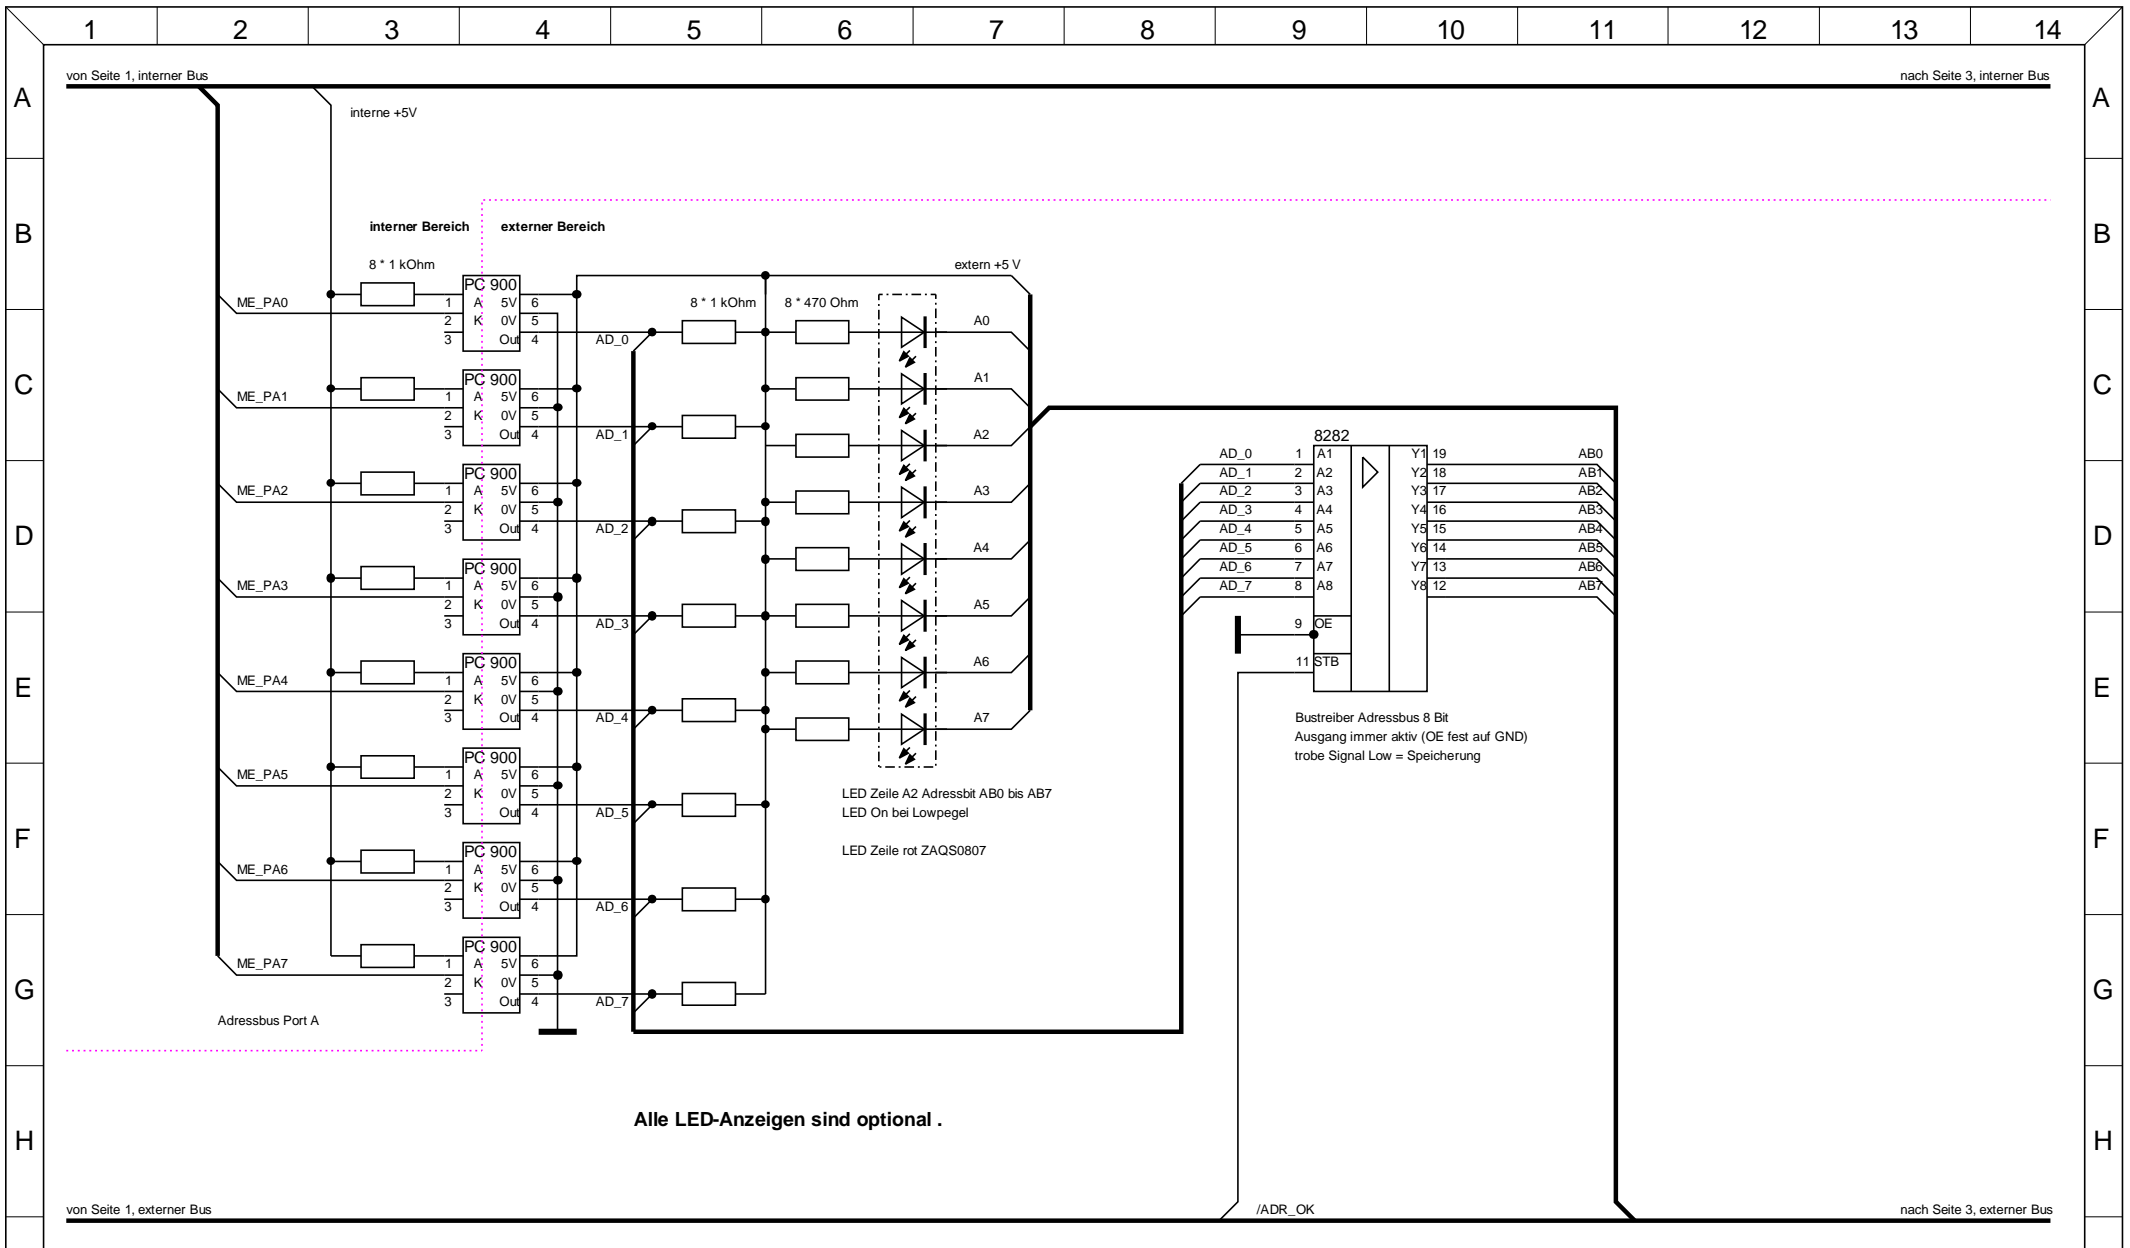 1 2 3 4 5 6 7 8 9 10 11 12 13 14
von Seite 1, interner Bus
nach Seite 3, interner Bus
A
A
interne +5V
B
B
interner Bereich
externer Bereich
8 * 1 kOhm
extern +5 V
8 * 1 kOhm
8 * 470 Ohm
ME_PA0
PC 900
1 A 5V 6
2 K 0V 5
3 Out 4
AD_0
A0
C
C
ME_PA1
PC 900
1 A 5V 6
2 K 0V 5
3 Out 4
AD_1
A1
A2
D
D
ME_PA2
PC 900
1 A 5V 6
2 K 0V 5
3 Out 4
AD_2
A3
A4
ME_PA3
PC 900
1 A 5V 6
2 K 0V 5
3 Out 4
AD_3
A5
E
E
ME_PA4
PC 900
1 A 5V 6
2 K 0V 5
3 Out 4
AD_4
A6
A7
ME_PA5
PC 900
1 A 5V 6
2 K 0V 5
3 Out 4
AD_5
F
F
ME_PA6
PC 900
1 A 5V 6
2 K 0V 5
3 Out 4
AD_6
G
G
ME_PA7
PC 900
1 A 5V 6
2 K 0V 5
3 Out 4
AD_7
Adressbus Port A
LED Zeile A2 Adressbit AB0 bis AB7
LED On bei Lowpegel
LED Zeile rot ZAQS0807
8282
AD_0 1 A1 Y1 19 AB0
AD_1 2 A2 Y2 18 AB1
AD_2 3 A3 Y3 17 AB2
AD_3 4 A4 Y4 16 AB3
AD_4 5 A5 Y5 15 AB4
AD_5 6 A6 Y6 14 AB5
AD_6 7 A7 Y7 13 AB6
AD_7 8 A8 Y8 12 AB7
9 OE
11 STB
Bustreiber Adressbus 8 Bit
Ausgang immer aktiv (OE fest auf GND)
trobe Signal Low = Speicherung
Alle LED-Anzeigen sind optional .
H
H
von Seite 1, externer Bus
/ADR_OK
nach Seite 3, externer Bus